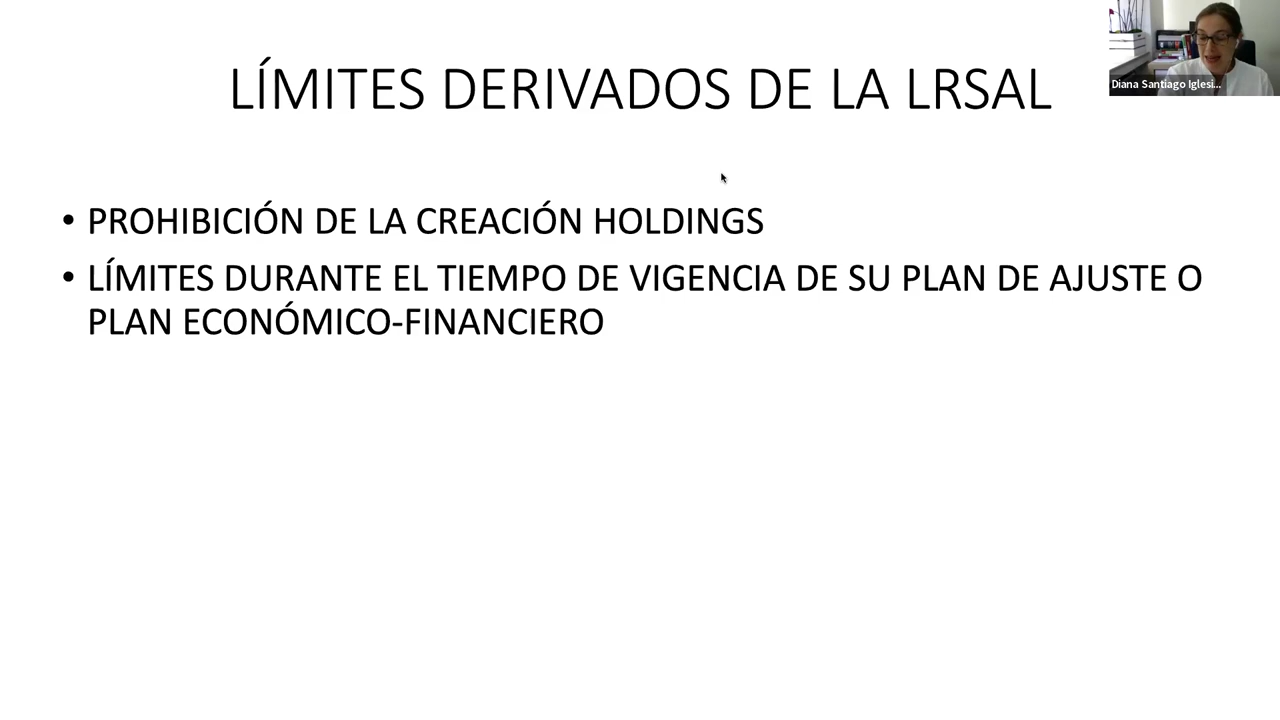 LÍMITES DERIVADOS DE LA LRSAL
Diana Santiago Iglesi...
• PROHIBICIÓN DE LA CREACIÓN HOLDINGS
• LÍMITES DURANTE EL TIEMPO DE VIGENCIA DE SU PLAN DE AJUSTE O
PLAN ECONÓMICO-FINANCIERO